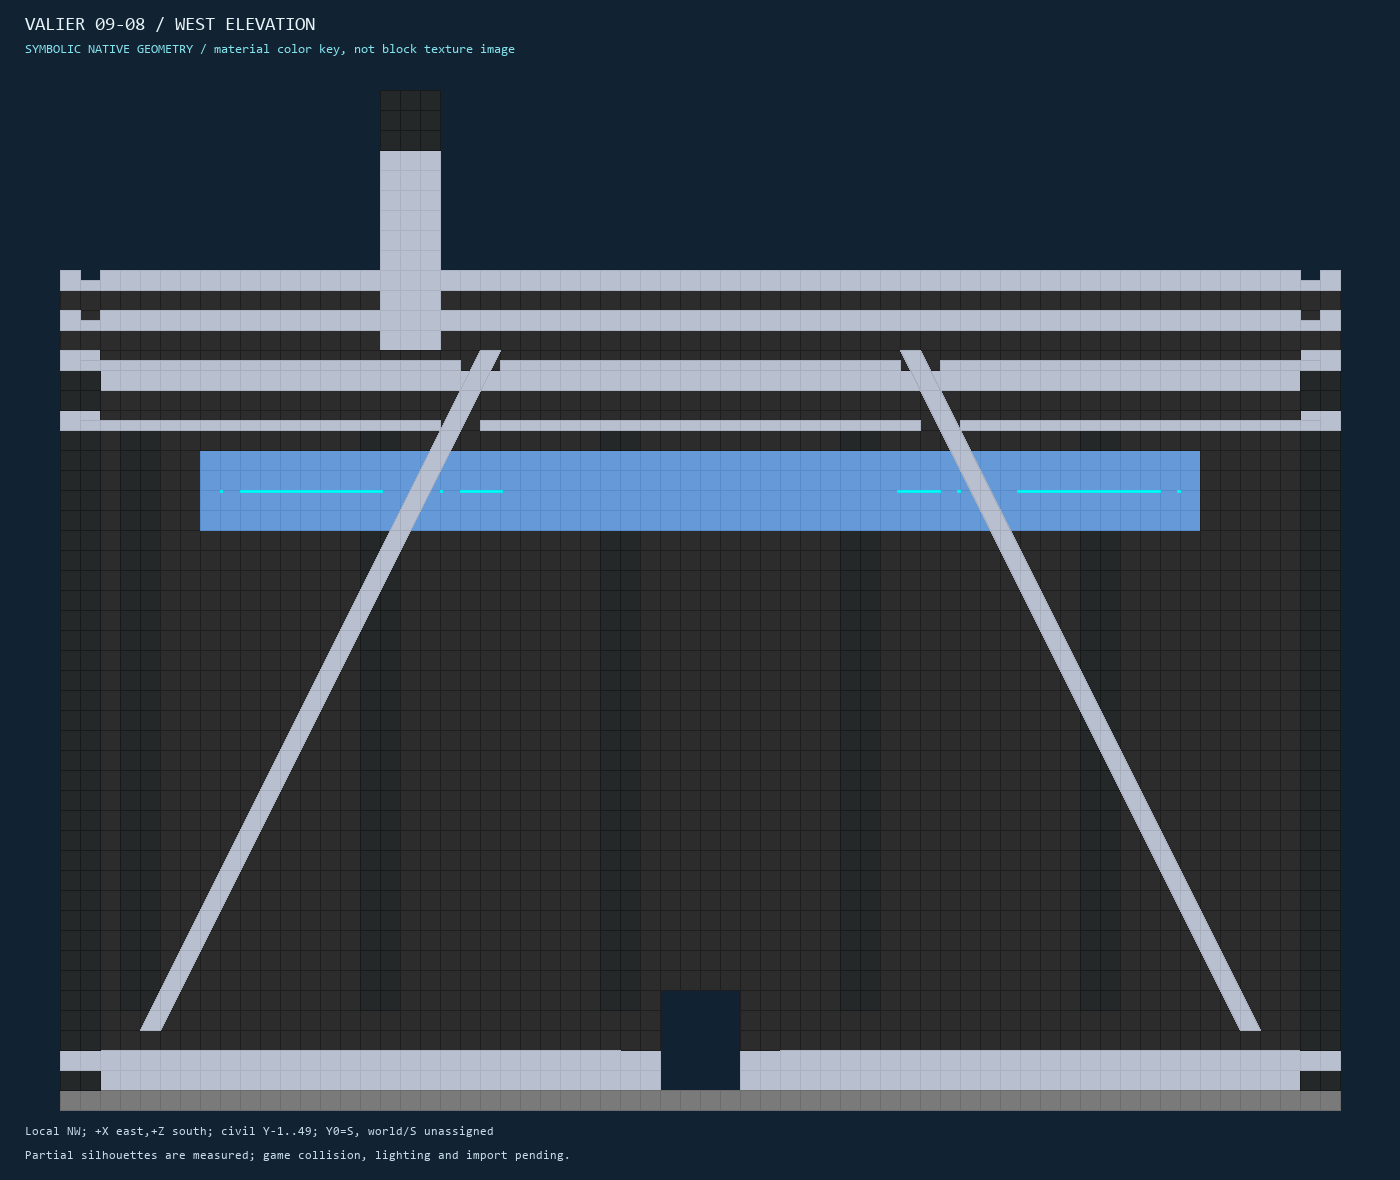 VALIER 09-08 / WEST ELEVATION
SYMBOLIC NATIVE GEOMETRY / material color key, not block texture image
Local NW; +X east,+Z south; civil Y-1..49; Y0=S, world/S unassigned
Partial silhouettes are measured; game collision, lighting and import pending.